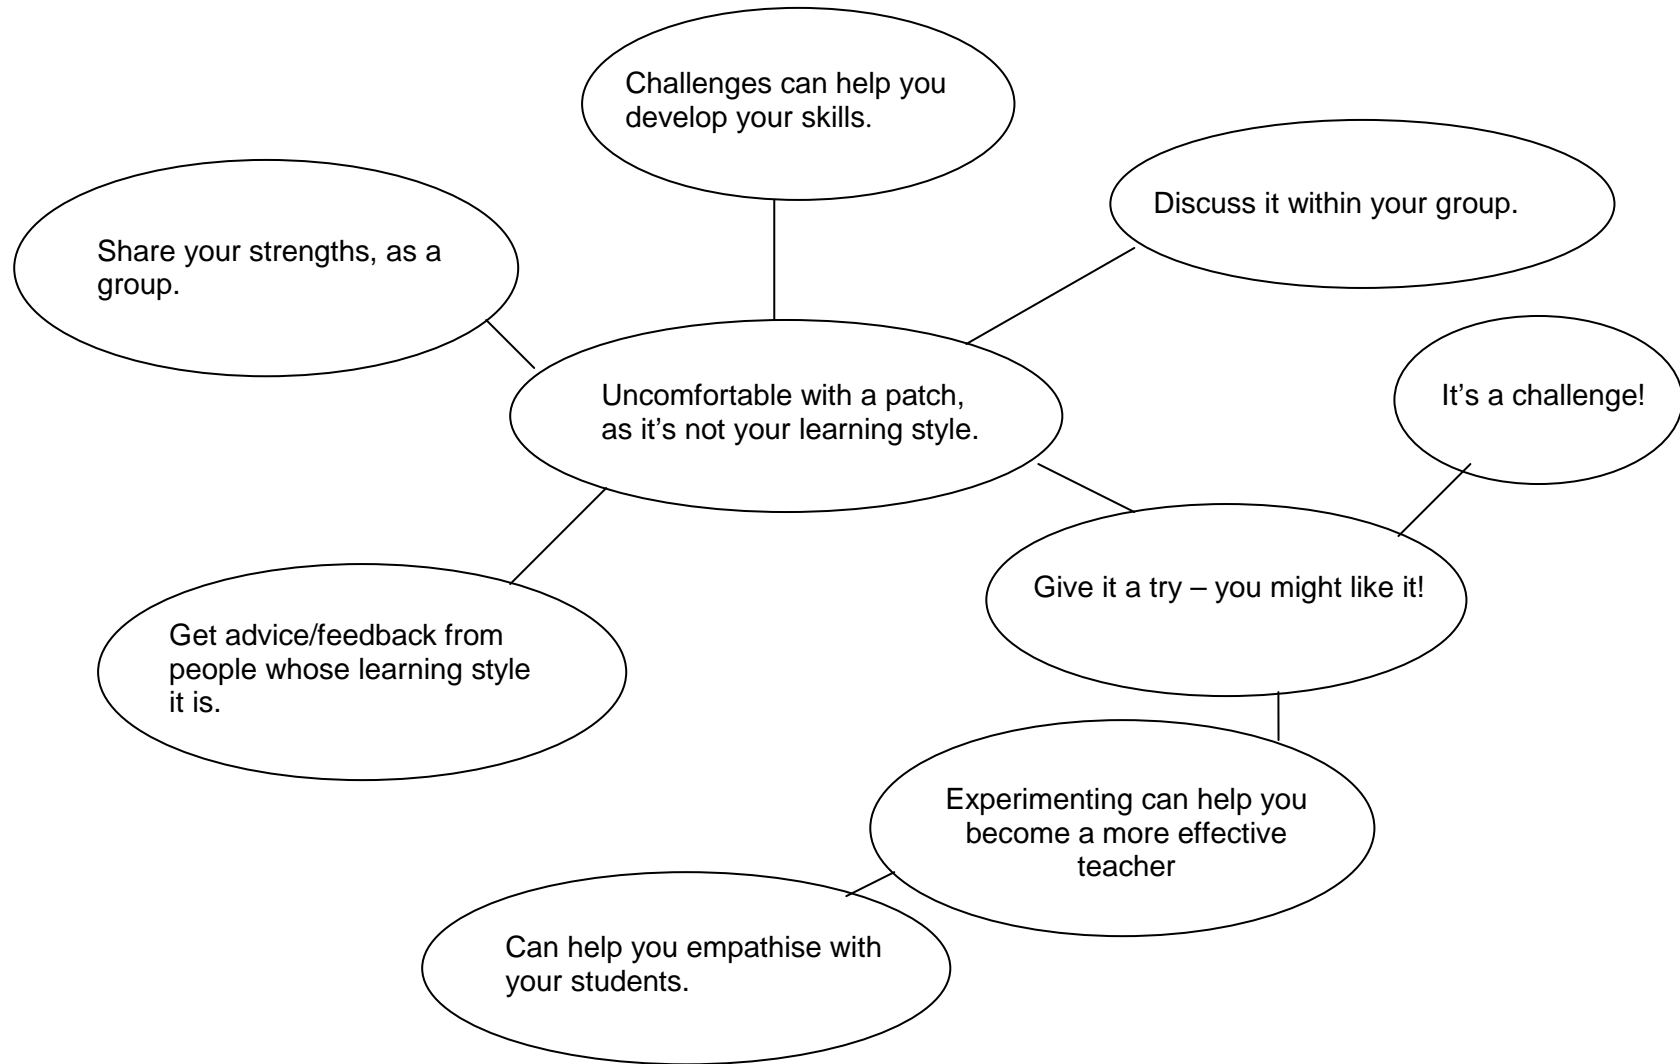 Challenges can help you
develop your skills.
Discuss it within your group.
Share your strengths, as a
group.
Uncomfortable with a patch,
as it’s not your learning style.
It’s a challenge!
Give it a try – you might like it!
Get advice/feedback from
people whose learning style
it is.
Experimenting can help you
become a more effective
teacher
Can help you empathise with
your students.